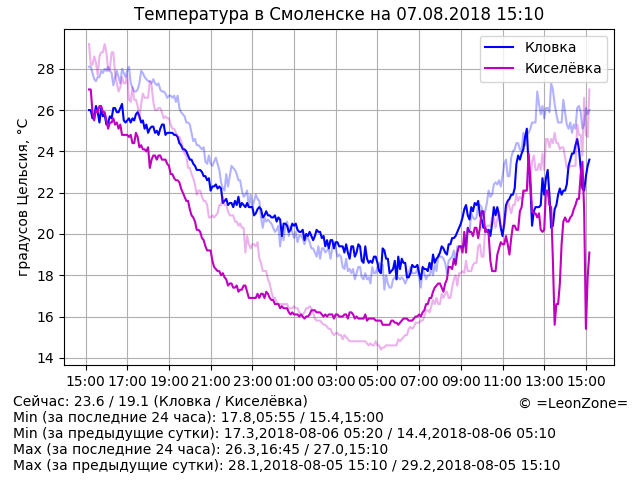 Температура в Смоленске на 07.08.2018 15:10
Кловка
Киселёвка
градусов Цельсия, °C
28
26
24
22
20
18
16
14
15:00 17:00 19:00 21:00 23:00 01:00 03:00 05:00 07:00 09:00 11:00 13:00 15:00
Сейчас: 23.6 / 19.1 (Кловка / Киселёвка)
© =LeonZone=
Min (за последние 24 часа): 17.8,05:55 / 15.4,15:00
Min (за предыдущие сутки): 17.3,2018-08-06 05:20 / 14.4,2018-08-06 05:10
Max (за последние 24 часа): 26.3,16:45 / 27.0,15:10
Max (за предыдущие сутки): 28.1,2018-08-05 15:10 / 29.2,2018-08-05 15:10